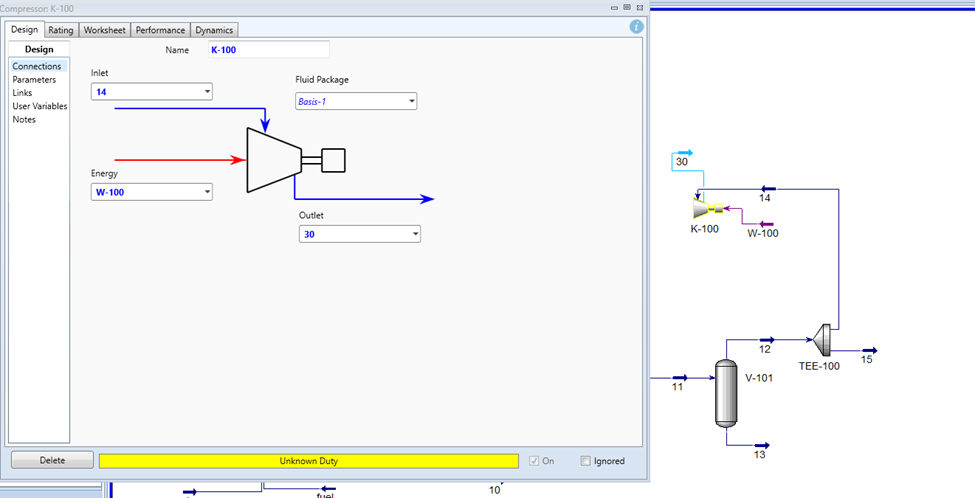 Compressor: K-100
Design Rating Worksheet Performance Dynamics
Design
Connections
Parameters
Links
User Variables
Notes
Name K-100
Inlet
14
Fluid Package
Basis-1
Energy
W-100
Outlet
30
Delete
Unknown Duty
On
Ignored
30
14
K-100
W-100
12
TEE-100
15
11
V-101
13
10
fuel